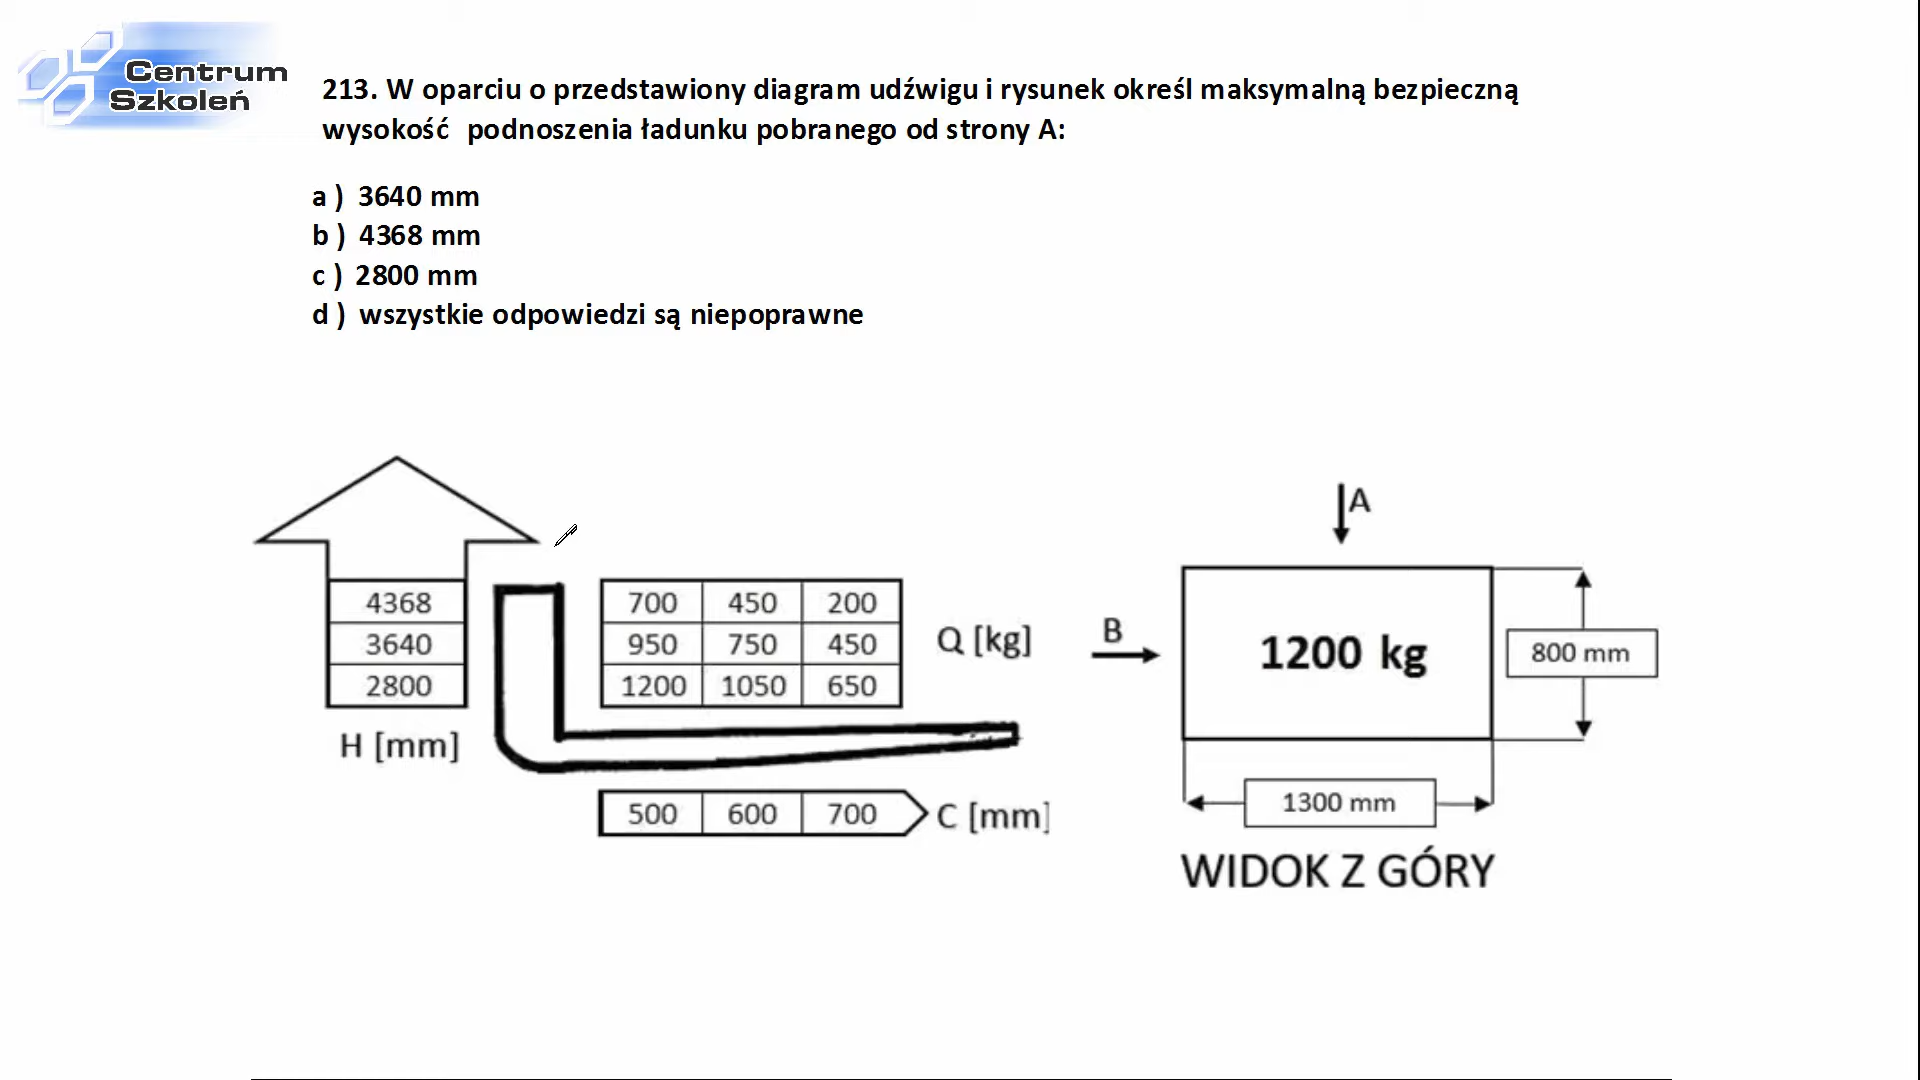 Centrum
Szkoleń
213. W oparciu o przedstawiony diagram udźwigu i rysunek określ maksymalną bezpieczną
wysokość podnoszenia ładunku pobranego od strony A:
a ) 3640 mm
b ) 4368 mm
c ) 2800 mm
d ) wszystkie odpowiedzi są niepoprawne
4368
3640
2800
H [mm]
700 450 200
950 750 450
1200 1050 650
Q [kg]
500 600 700
C [mm]
A
B
1200 kg
800 mm
1300 mm
WIDOK Z GÓRY